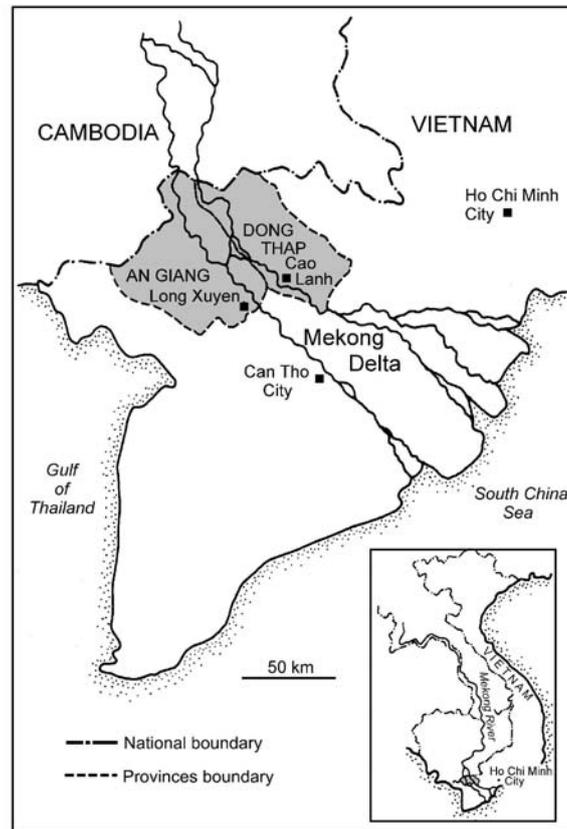 CAMBODIA
VIETNAM
Ho Chi Minh
City
DONG
THAP
Cao
Lanh
AN GIANG
Long Xuyen
Mekong
Delta
Can Tho
City
Gulf
of
Thailand
South China
Sea
50 km
National boundary
Provinces boundary
VIETNAM
Mekong River
Ho Chi Minh
City